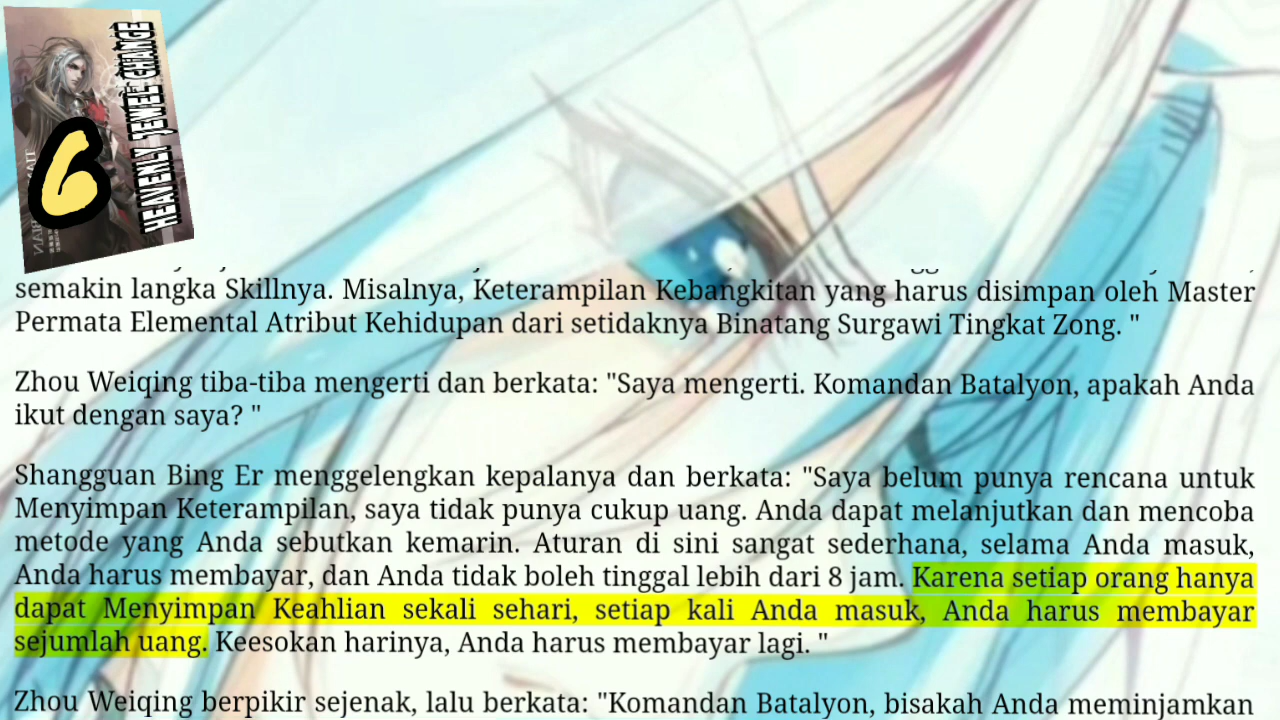 HEAVENLY JEWEL CHANGE
6
semakin langka Skillnya. Misalnya, Keterampilan Kebangkitan yang harus disimpan oleh Master
Permata Elemental Atribut Kehidupan dari setidaknya Binatang Surgawi Tingkat Zong. "
Zhou Weiqing tiba-tiba mengerti dan berkata: "Saya mengerti. Komandan Batalyon, apakah Anda
ikut dengan saya? "
Shangguan Bing Er menggelengkan kepalanya dan berkata: "Saya belum punya rencana untuk
Menyimpan Keterampilan, saya tidak punya cukup uang. Anda dapat melanjutkan dan mencoba
metode yang Anda sebutkan kemarin. Aturan di sini sangat sederhana, selama Anda masuk,
Anda harus membayar, dan Anda tidak boleh tinggal lebih dari 8 jam. Karena setiap orang hanya
dapat Menyimpan Keahlian sekali sehari, setiap kali Anda masuk, Anda harus membayar
sejumlah uang. Keesokan harinya, Anda harus membayar lagi. "
Zhou Weiqing berpikir sejenak, lalu berkata: "Komandan Batalyon, bisakah Anda meminjamkan